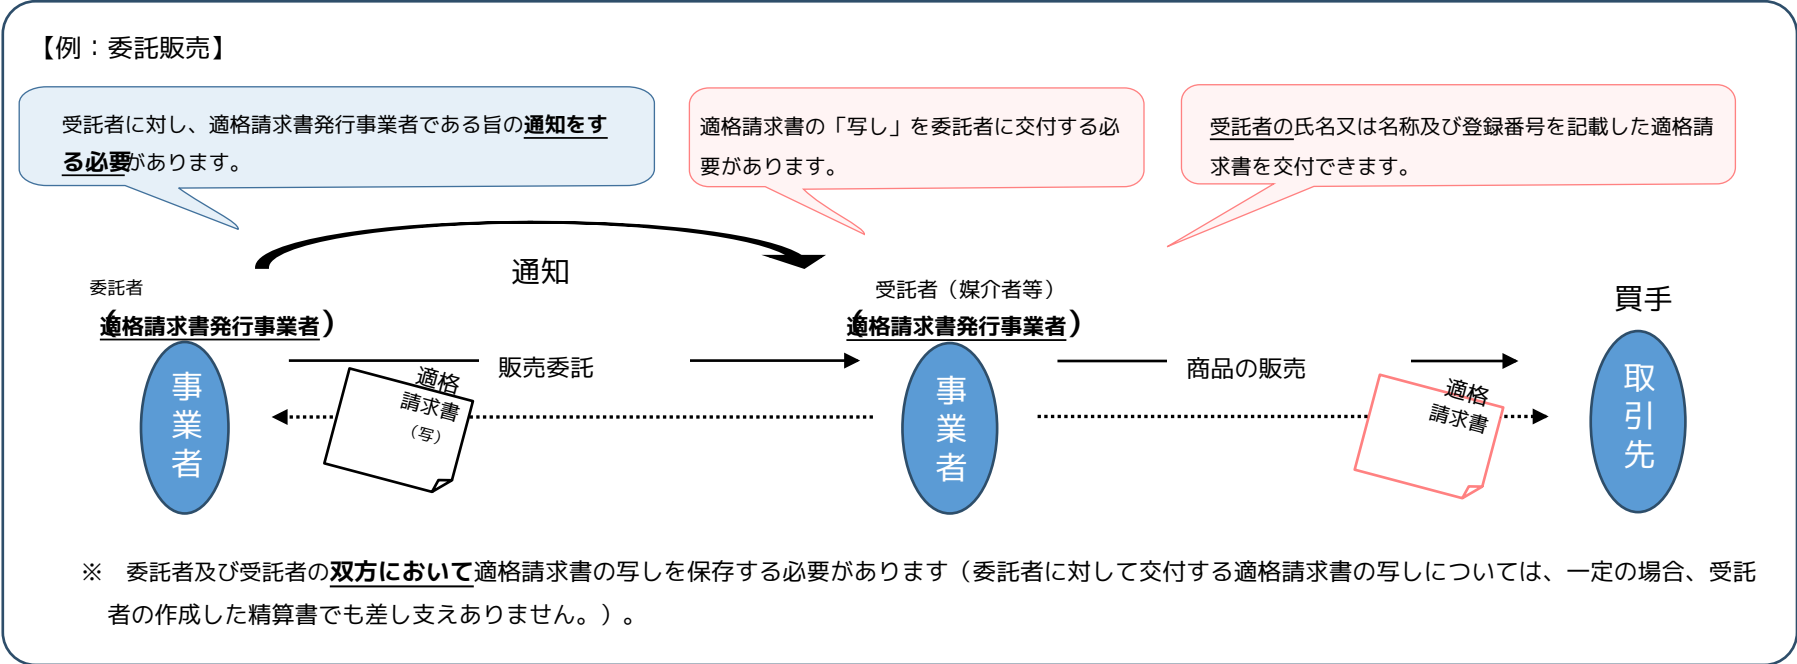 【例：委託販売】
受託者に対し、適格請求書発行事業者である旨の通知をす
る必要があります。
適格請求書の「写し」を委託者に交付する必
要があります。
受託者の氏名又は名称及び登録番号を記載した適格請
求書を交付できます。
通知
委託者
（適格請求書発行事業者）
受託者（媒介者等）
（適格請求書発行事業者）
買手
事業者
販売委託
適格
請求書
（写）
事業者
商品の販売
適格
請求書
取引先
※　委託者及び受託者の双方において適格請求書の写しを保存する必要があります（委託者に対して交付する適格請求書の写しについては、一定の場合、受託
者の作成した精算書でも差し支えありません。）。